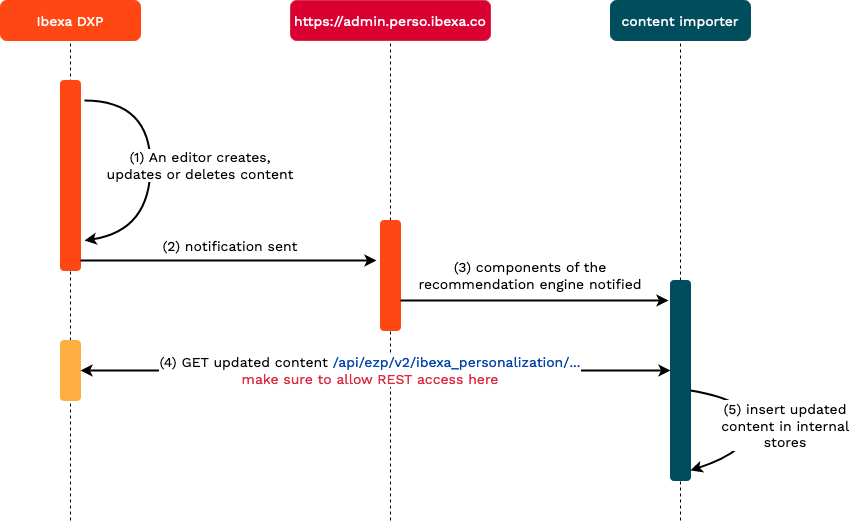 Ibexa DXP
https://admin.perso.ibexa.co
content importer
(1) An editor creates,
updates or deletes content
(2) notification sent
(3) components of the
recommendation engine notified
(4) GET updated content /api/ezp/v2/ibexa_personalization/...
make sure to allow REST access here
(5) insert updated
content in internal
stores